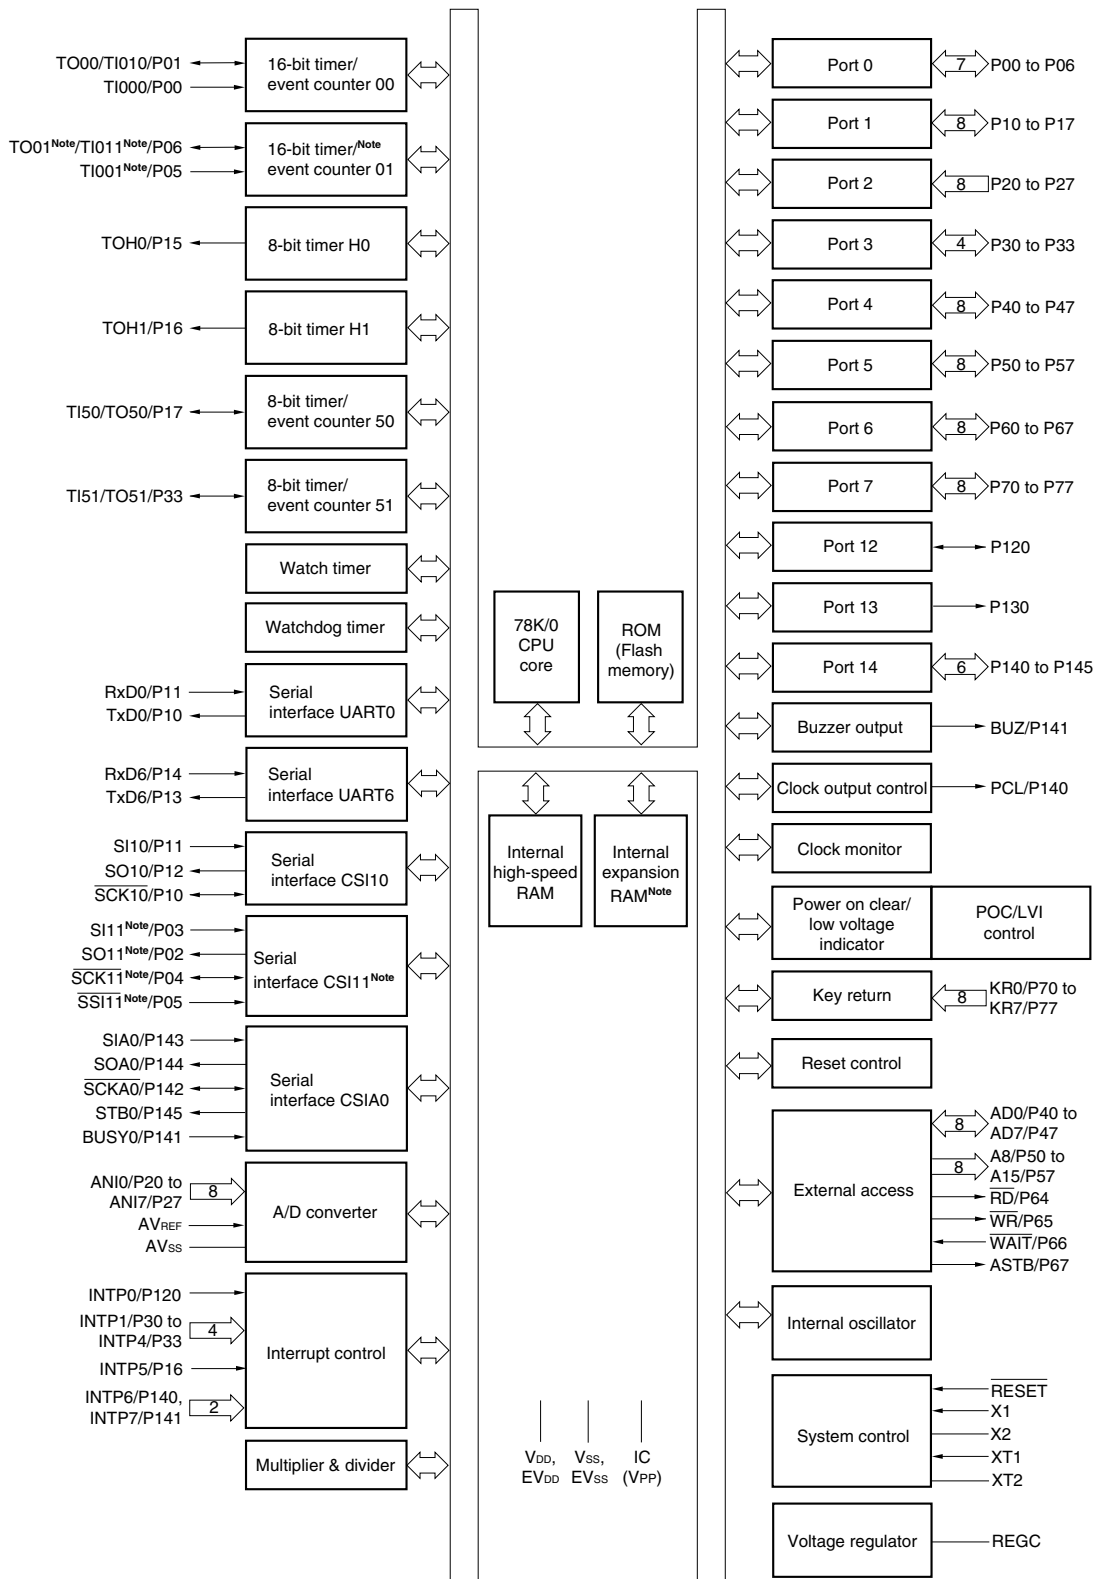 TO00/TI010/P01
TI000/P00
16-bit timer/
event counter 00
TO01Note/TI011Note/P06
TI001Note/P05
16-bit timer/Note
event counter 01
TOH0/P15
8-bit timer H0
TOH1/P16
8-bit timer H1
TI50/TO50/P17
8-bit timer/
event counter 50
TI51/TO51/P33
8-bit timer/
event counter 51
Watch timer
Watchdog timer
RxD0/P11
TxD0/P10
Serial
interface UART0
RxD6/P14
TxD6/P13
Serial
interface UART6
SI10/P11
SO10/P12
SCK10/P10
Serial
interface CSI10
SI11Note/P03
SO11Note/P02
SCK11Note/P04
SSI11Note/P05
Serial
interface CSI11Note
SIA0/P143
SOA0/P144
SCKA0/P142
STB0/P145
BUSY0/P141
Serial
interface CSIA0
ANI0/P20 to
ANI7/P27
8
AVREF
AVSS
A/D converter
INTP0/P120
INTP1/P30 to
INTP4/P33
4
INTP5/P16
INTP6/P140,
INTP7/P141
2
Interrupt control
Multiplier & divider
78K/0
CPU
core
ROM
(Flash
memory)
Internal
high-speed
RAM
Internal
expansion
RAMNote
VDD,
EVDD
VSS,
EVSS
IC
(VPP)
Port 0
7
P00 to P06
Port 1
8
P10 to P17
Port 2
8
P20 to P27
Port 3
4
P30 to P33
Port 4
8
P40 to P47
Port 5
8
P50 to P57
Port 6
8
P60 to P67
Port 7
8
P70 to P77
Port 12
P120
Port 13
P130
Port 14
6
P140 to P145
Buzzer output
BUZ/P141
Clock output control
PCL/P140
Clock monitor
Power on clear/
low voltage
indicator
POC/LVI
control
Key return
8
KR0/P70 to
KR7/P77
Reset control
External access
8
AD0/P40 to
AD7/P47
8
A8/P50 to
A15/P57
RD/P64
WR/P65
WAIT/P66
ASTB/P67
Internal oscillator
System control
RESET
X1
X2
XT1
XT2
Voltage regulator
REGC